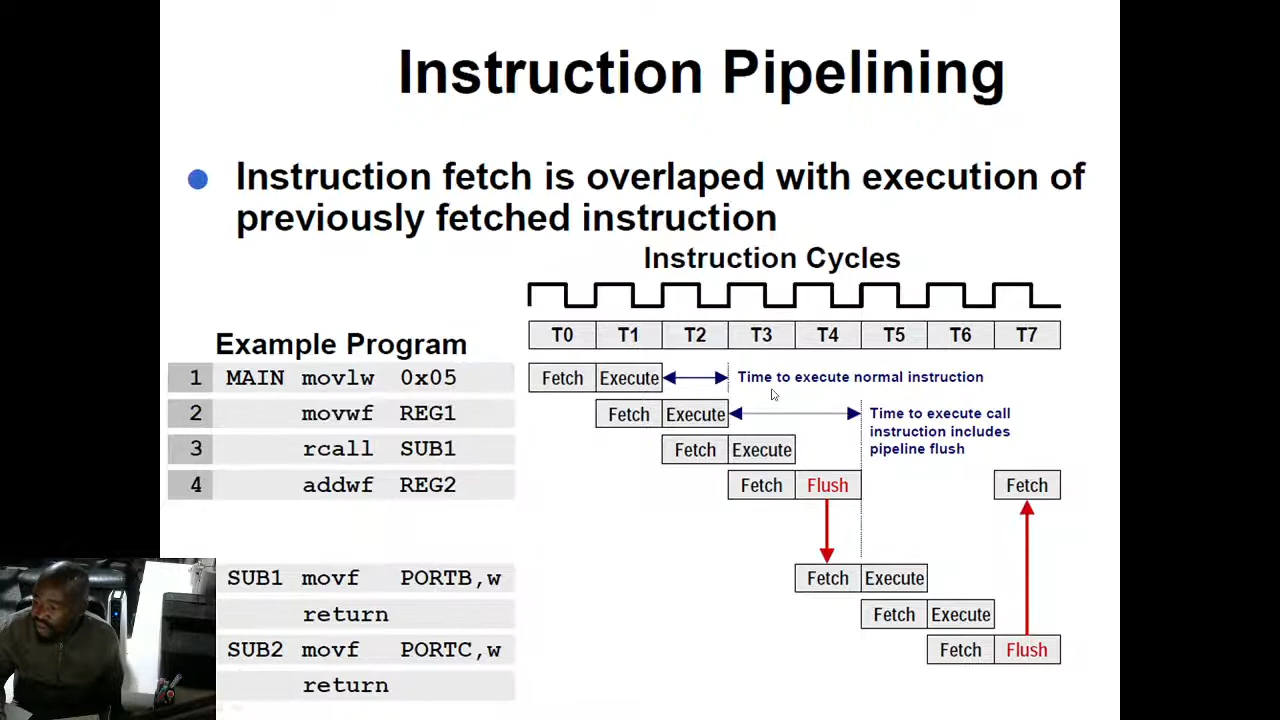 Instruction Pipelining
Instruction fetch is overlaped with execution of
previously fetched instruction
Instruction Cycles
T0 T1 T2 T3 T4 T5 T6 T7
Example Program
1 MAIN movlw 0x05 Fetch Execute Time to execute normal instruction
2 movwf REG1 Fetch Execute Time to execute call
instruction includes
pipeline flush
3 rcall SUB1 Fetch Execute
4 addwf REG2 Fetch Flush Fetch
SUB1 movf PORTB,w Fetch Execute
return Fetch Execute
SUB2 movf PORTC,w Fetch Flush
return